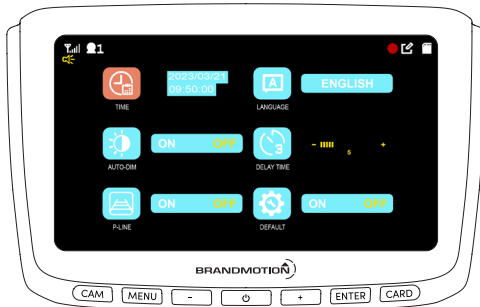 1
2023/03/21
09:50:00
A
ENGLISH
TIME
LANGUAGE
ON OFF
3
- 5 +
AUTO-DIM
DELAY TIME
ON OFF
ON OFF
P-LINE
DEFAULT
BRANDMOTION
CAM MENU - + ENTER CARD